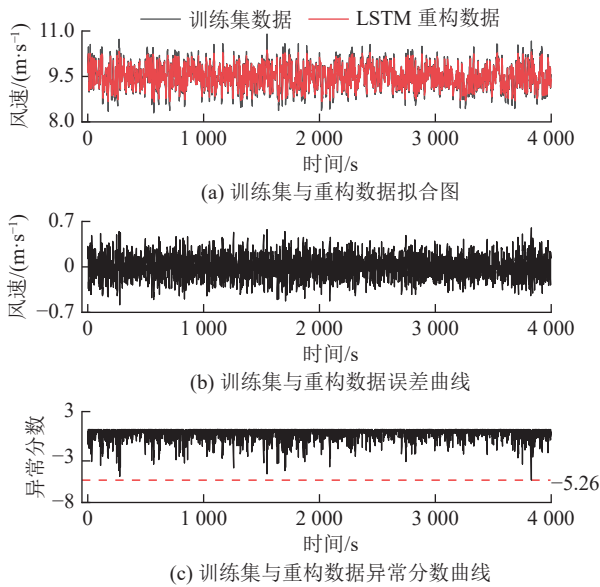 训练集数据 LSTM 重构数据
11.0
9.5
8.0
风速/(m·s⁻¹)
0 1 000 2 000 3 000 4 000
时间/s
(a) 训练集与重构数据拟合图
0.7
0
−0.7
风速/(m·s⁻¹)
0 1 000 2 000 3 000 4 000
时间/s
(b) 训练集与重构数据误差曲线
3
−3
−8
异常分数
−5.26
0 1 000 2 000 3 000 4 000
时间/s
(c) 训练集与重构数据异常分数曲线